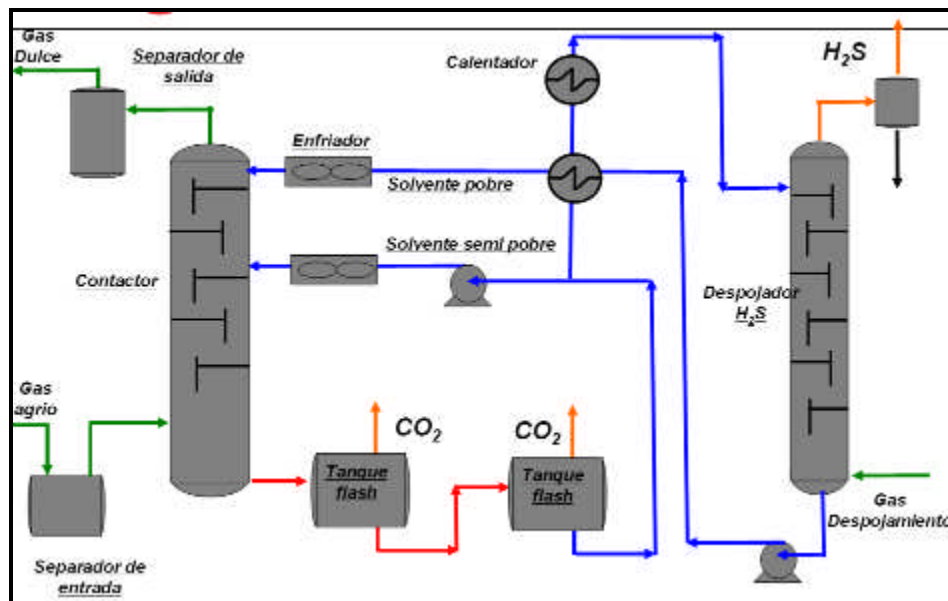 Gas
Dulce
Separador de
salida
Calentador
H₂S
Enfriador
Solvente pobre
Solvente semi pobre
Contactor
Despojador
H₂S
Gas
agrio
CO₂
CO₂
Tanque
flash
Tanque
flash
Gas
Despojamiento
Separador de
entrada